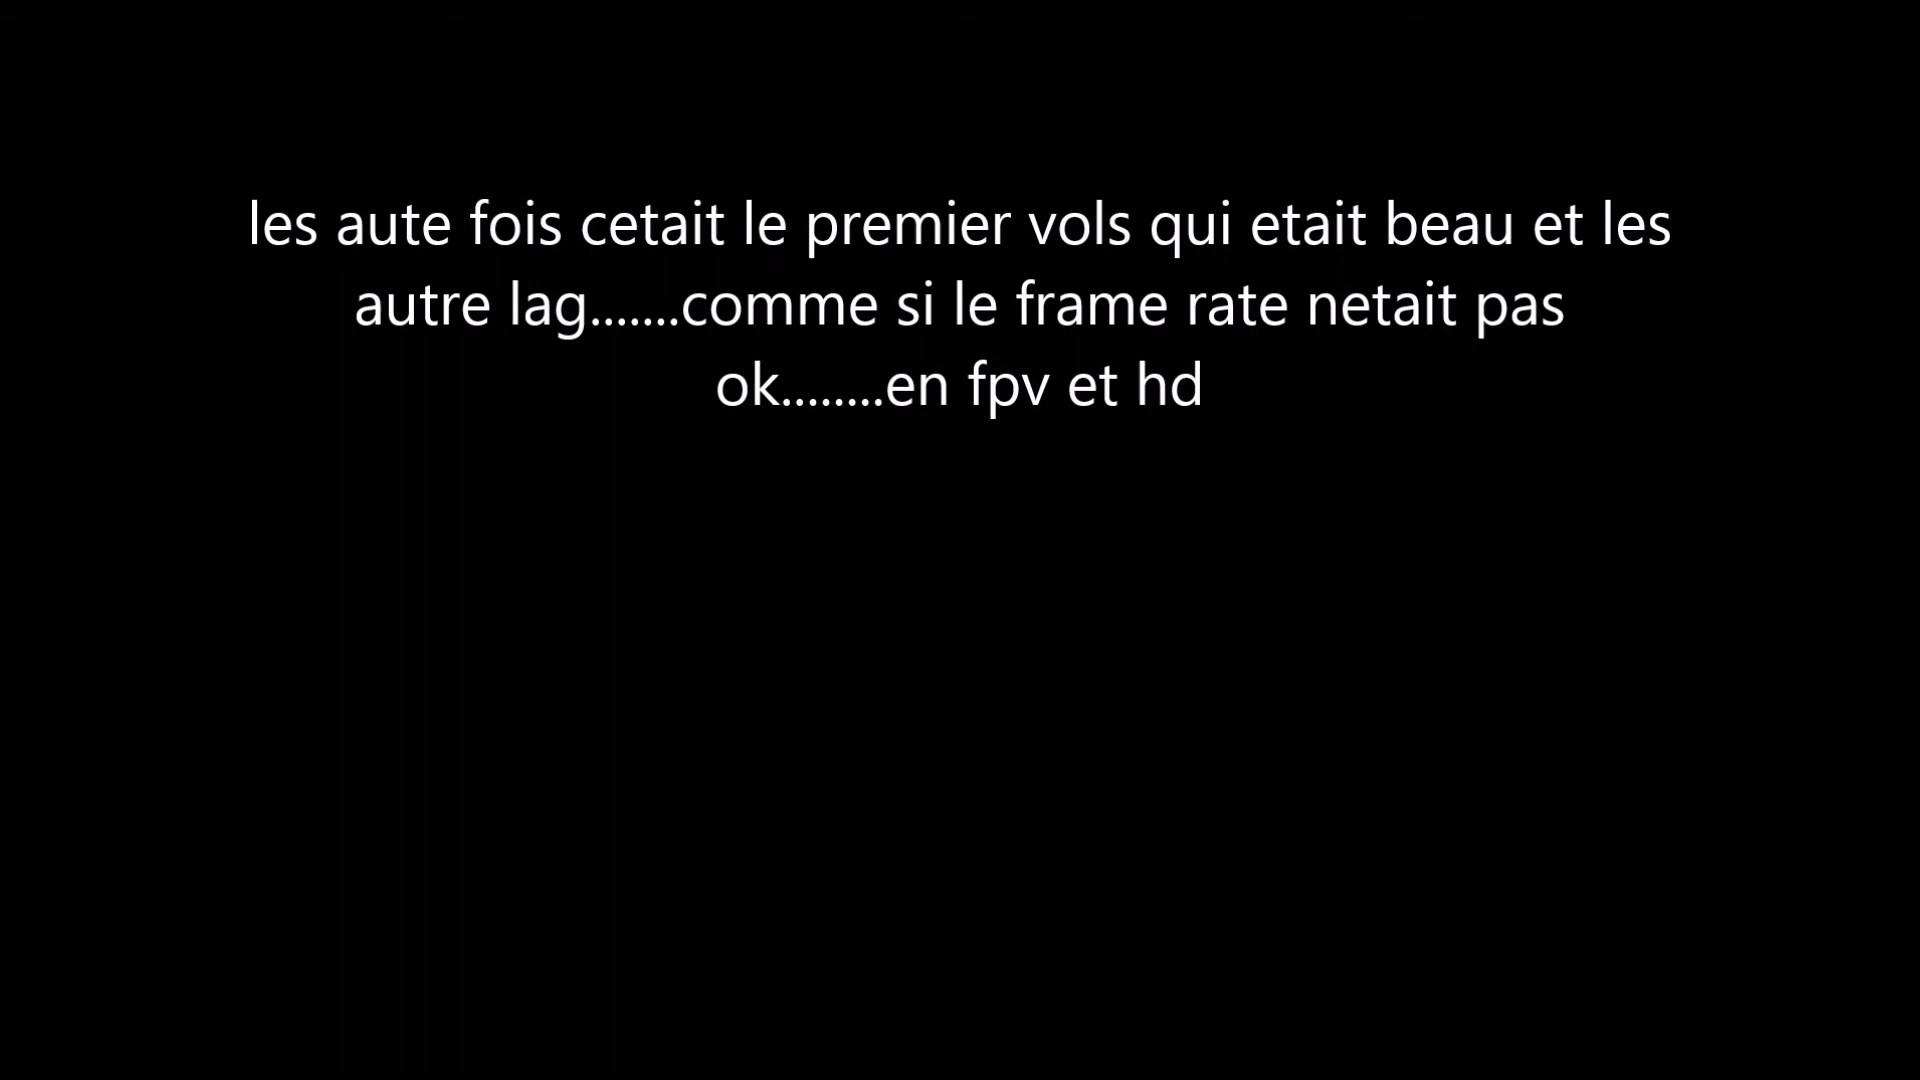 les aute fois cetait le premier vols qui etait beau et les
autre lag.......comme si le frame rate netait pas
ok........en fpv et hd